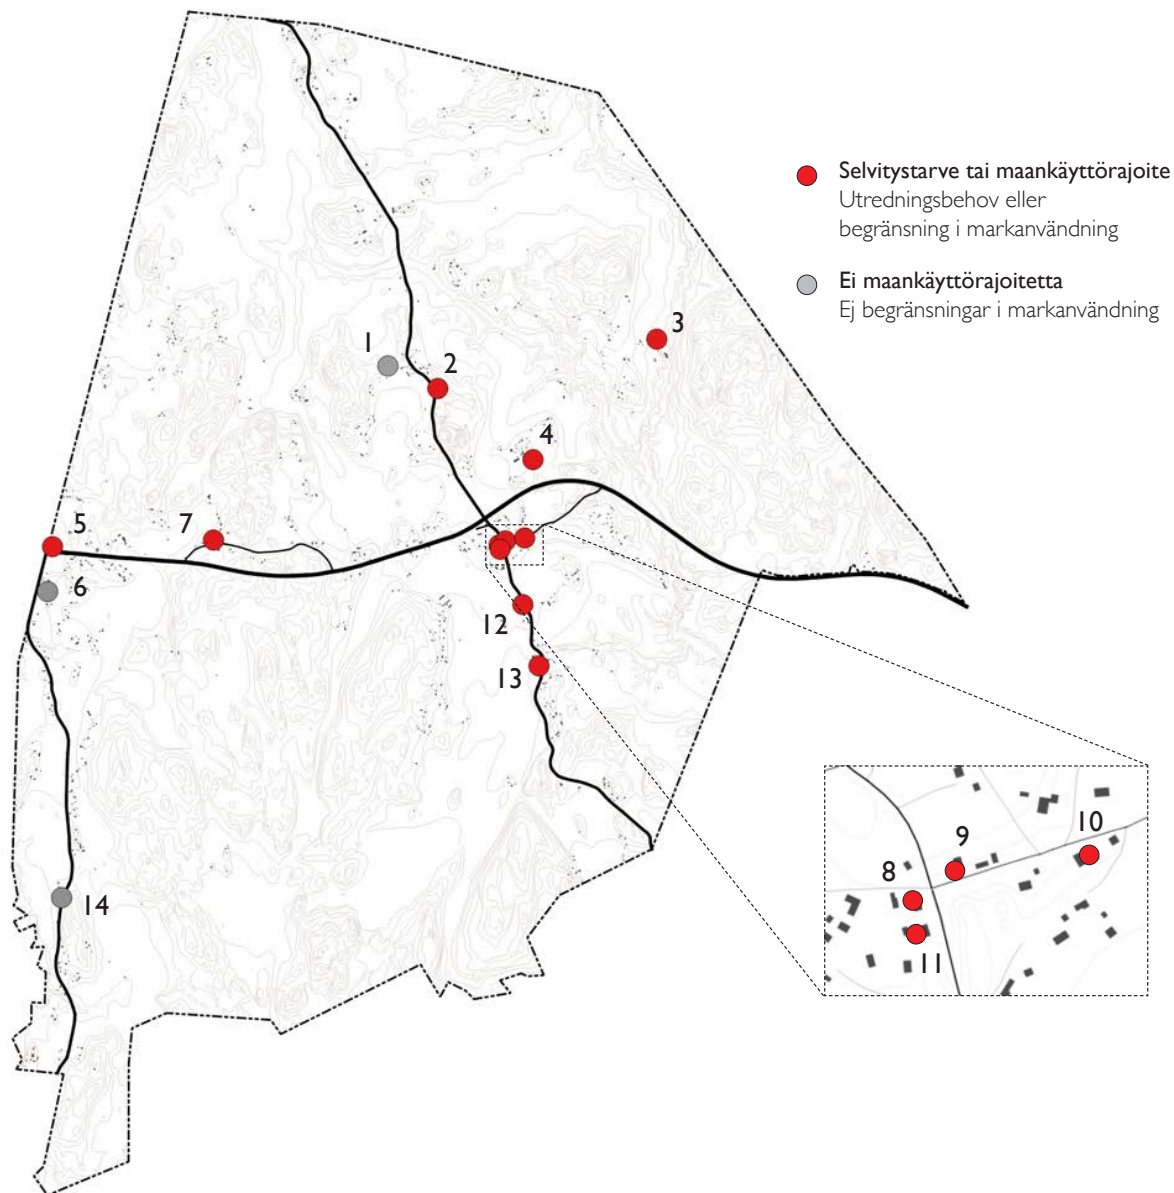 Selvitystarve tai maankäyttörajoite
Utredningsbehov eller
begränsning i markanvändning
Ei maankäyttörajoitetta
Ej begränsningar i markanvändning
1
2
3
4
5
6
7
12
13
14
8
9
10
11